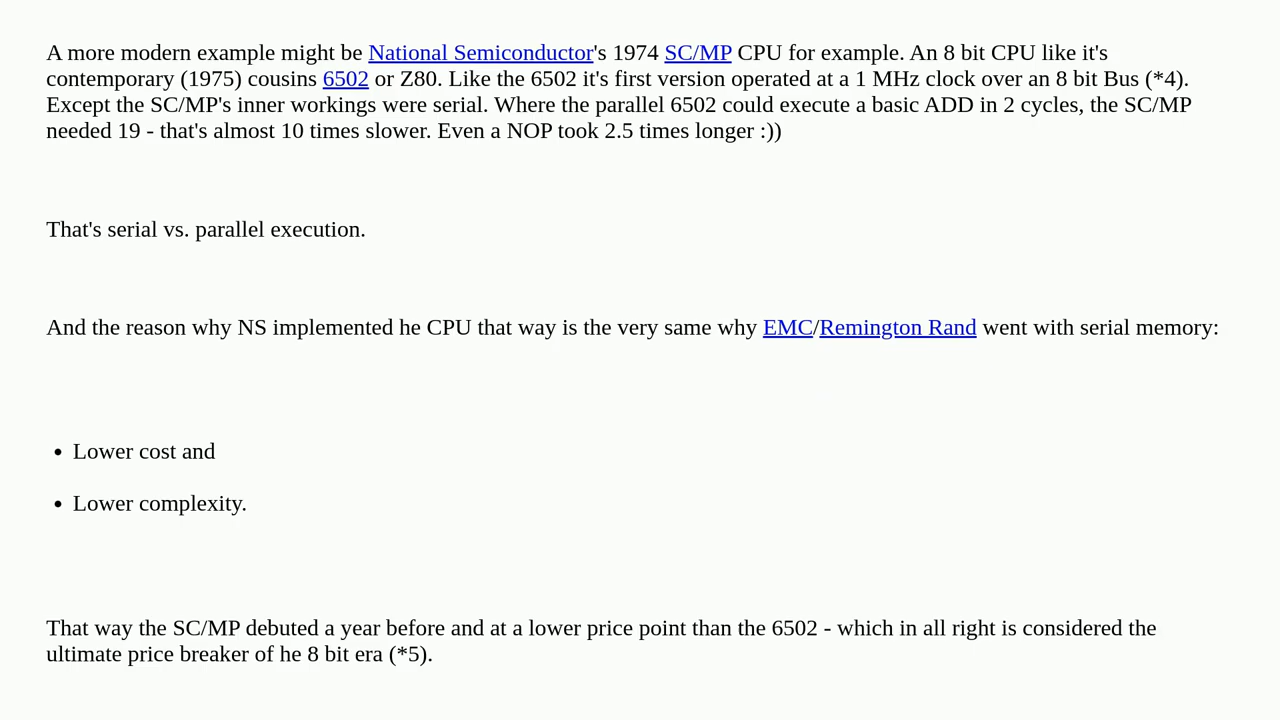 A more modern example might be National Semiconductor's 1974 SC/MP CPU for example. An 8 bit CPU like it's
contemporary (1975) cousins 6502 or Z80. Like the 6502 it's first version operated at a 1 MHz clock over an 8 bit Bus (*4).
Except the SC/MP's inner workings were serial. Where the parallel 6502 could execute a basic ADD in 2 cycles, the SC/MP
needed 19 - that's almost 10 times slower. Even a NOP took 2.5 times longer :))
That's serial vs. parallel execution.
And the reason why NS implemented he CPU that way is the very same why EMC/Remington Rand went with serial memory:
• Lower cost and
• Lower complexity.
That way the SC/MP debuted a year before and at a lower price point than the 6502 - which in all right is considered the
ultimate price breaker of he 8 bit era (*5).